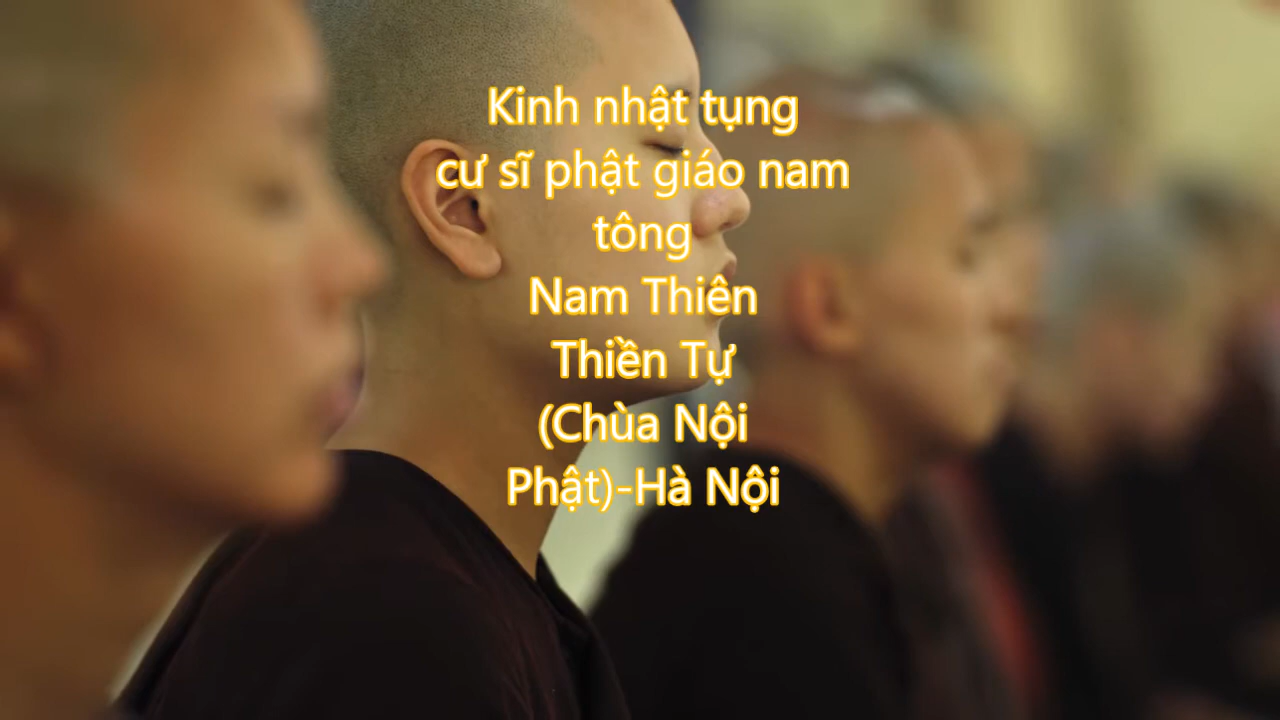 Kinh nhật tụng
cư sĩ phật giáo nam
tông
Nam Thiên
Thiền Tự
(Chùa Nội
Phật)-Hà Nội